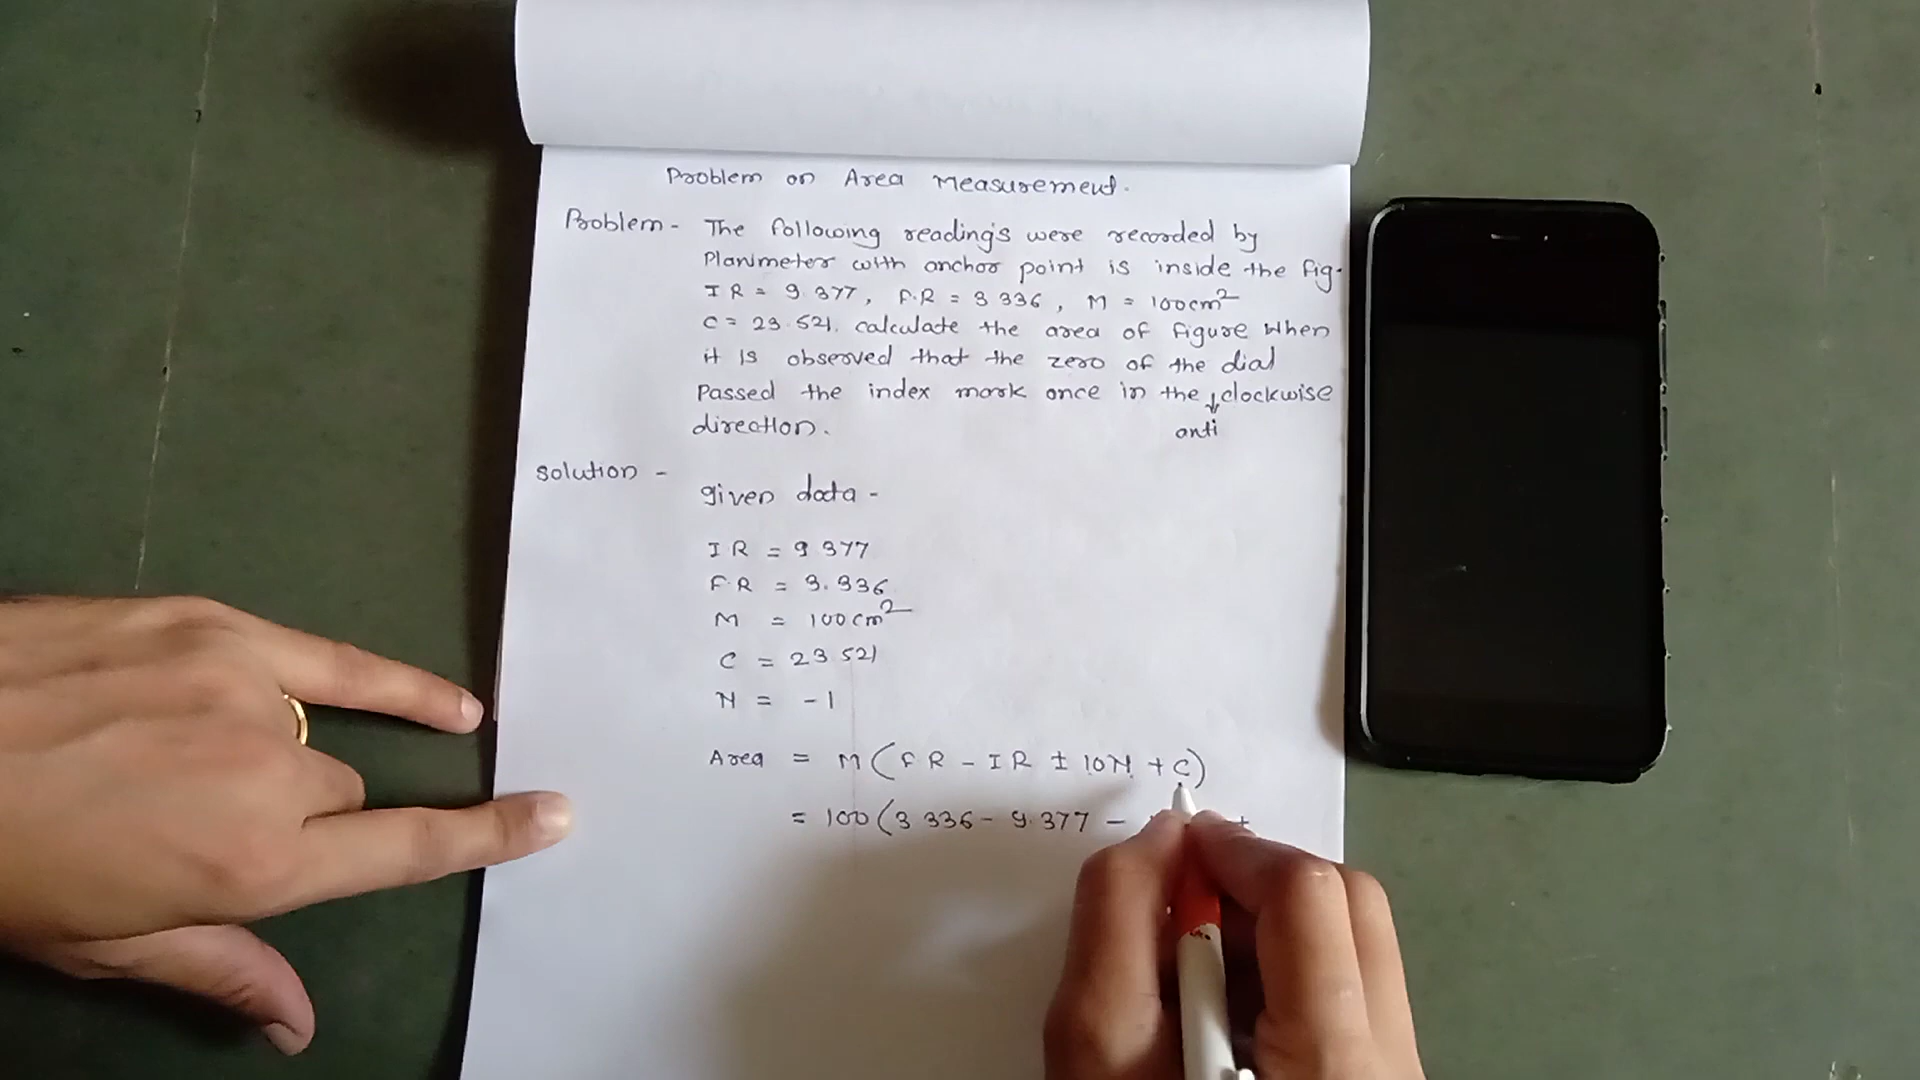 Problem on Area Measurement.
Problem - The following reading's were recorded by
Planimeter with anchor point is inside the fig.
IR = 9.377, F.R = 3.336, M = 100cm²
C = 23.521. calculate the area of figure when
it is observed that the zero of the dial
Passed the index mark once in the ↓ clockwise
anti
direction.
solution -
given data -
IR = 9.377
F.R = 3.336
M = 100cm²
C = 23.521
N = -1
Area = M(FR - IR ± 10N + C)
= 100(3.336 - 9.377 - +